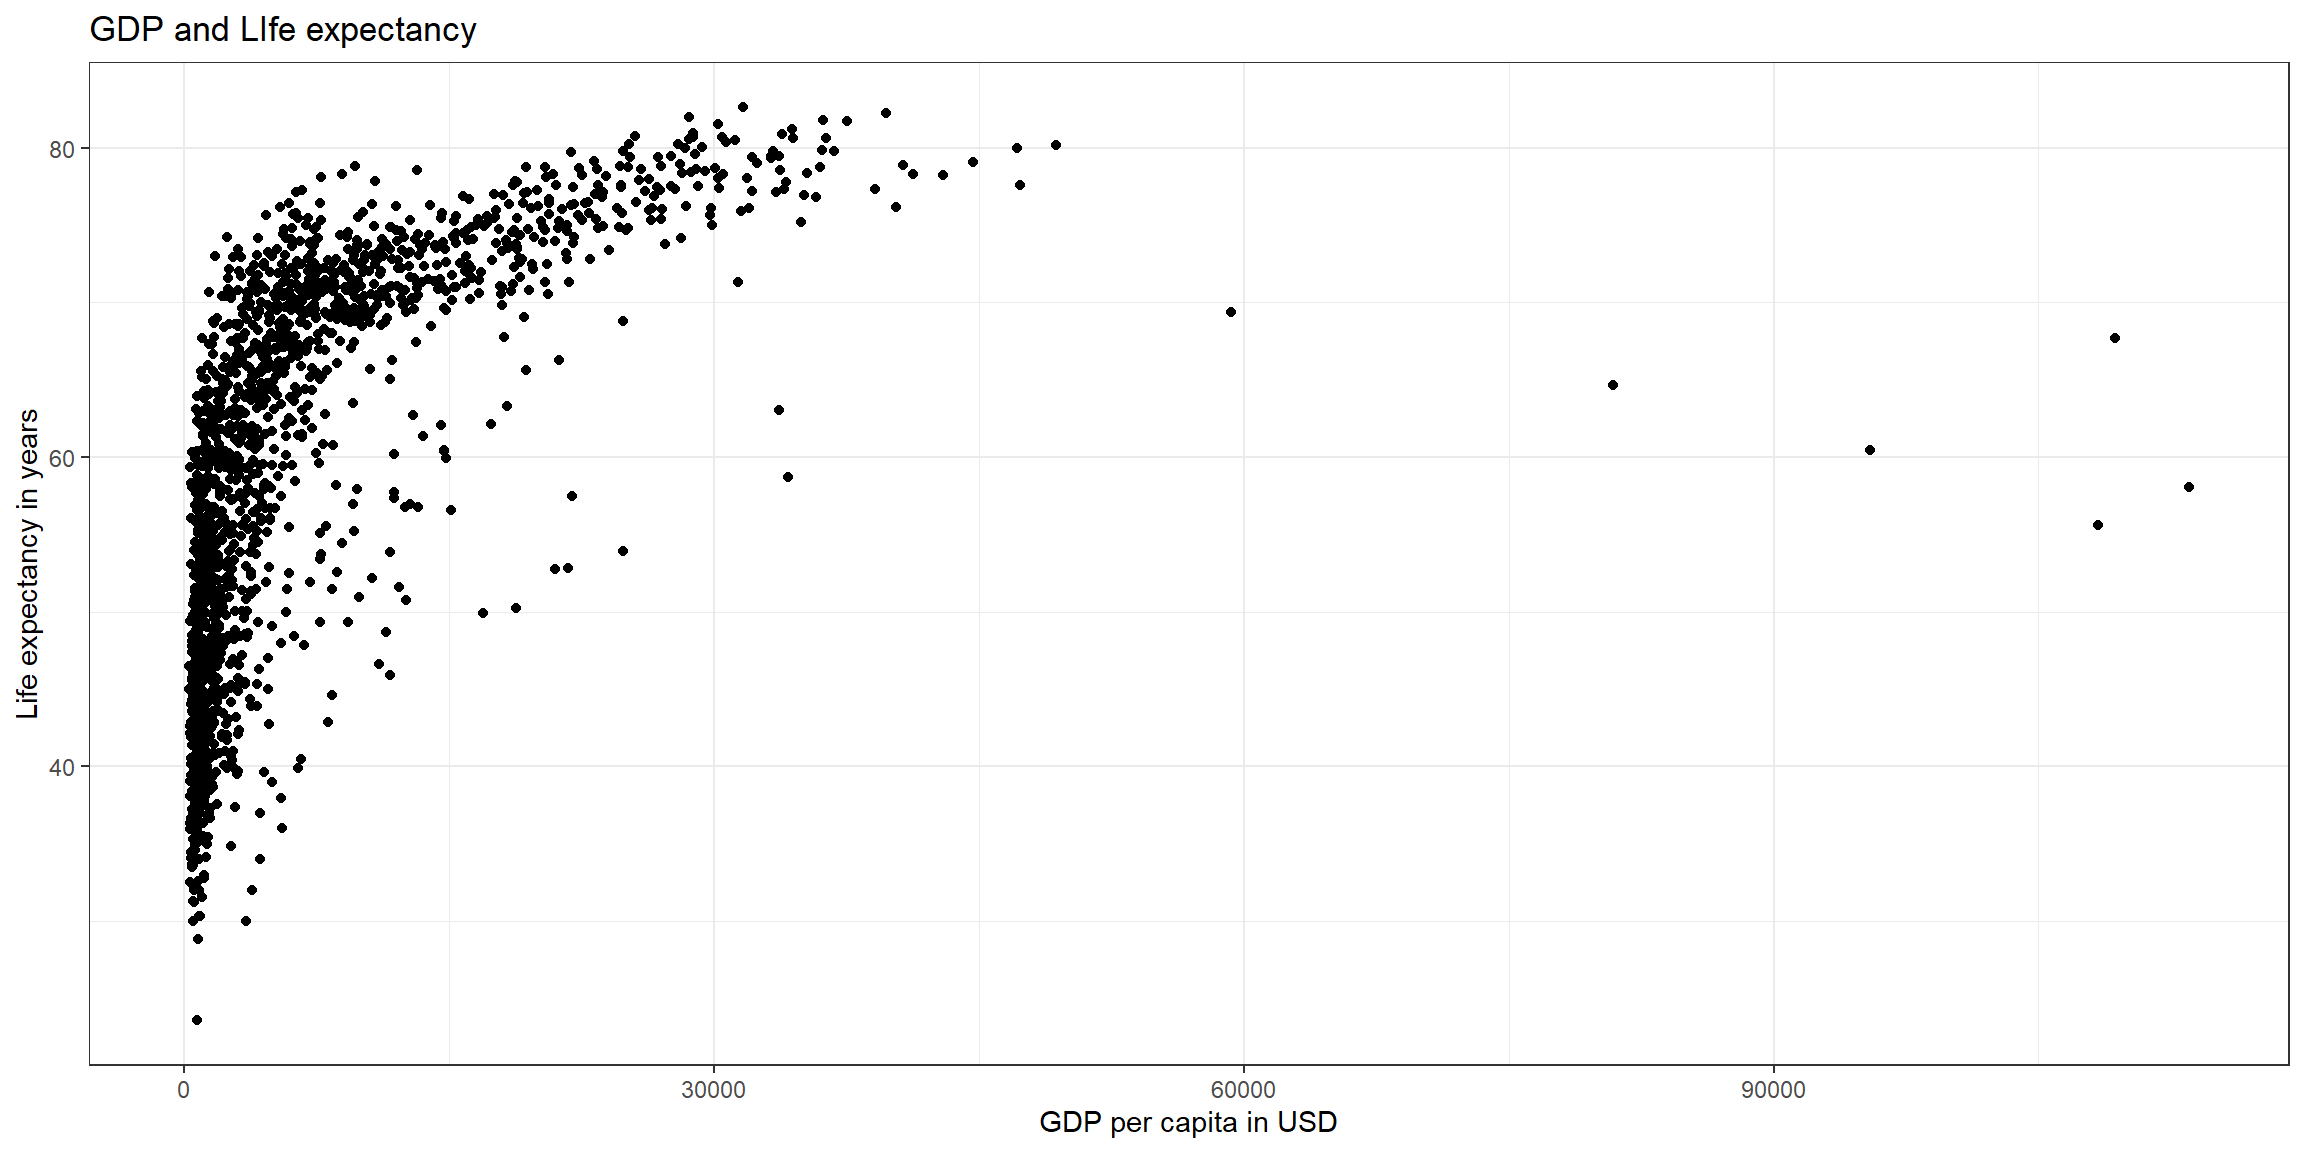 GDP and LIfe expectancy
80
60
40
Life expectancy in years
0 30000 60000 90000
GDP per capita in USD